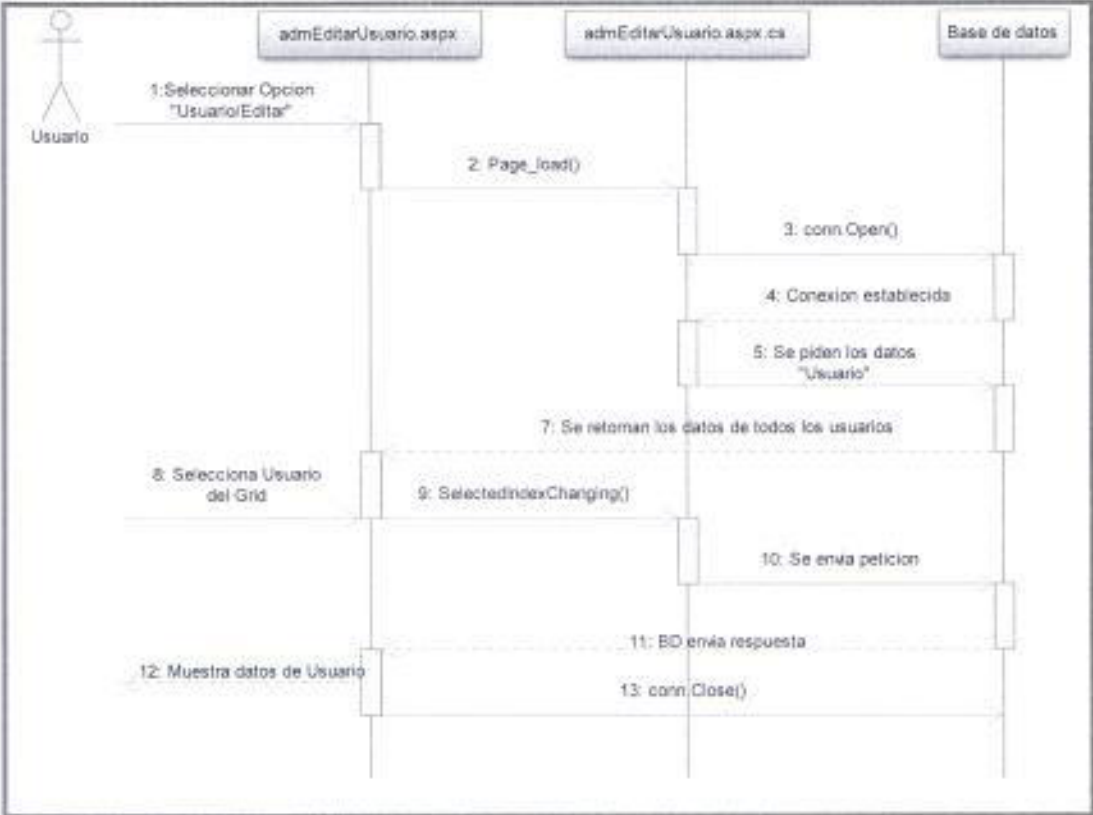 admEditarUsuario.aspx
admEditarUsuario.aspx.cs
Base de datos
Usuario
1:Seleccionar Opcion
"Usuario/Editar"
2: Page_load()
3: conn.Open()
4: Conexion establecida
5: Se piden los datos
"Usuario"
7: Se retornan los datos de todos los usuarios
8: Selecciona Usuario
del Grid
9: SelectedIndexChanging()
10: Se envia peticion
11: BD envia respuesta
12: Muestra datos de Usuario
13: conn.Close()